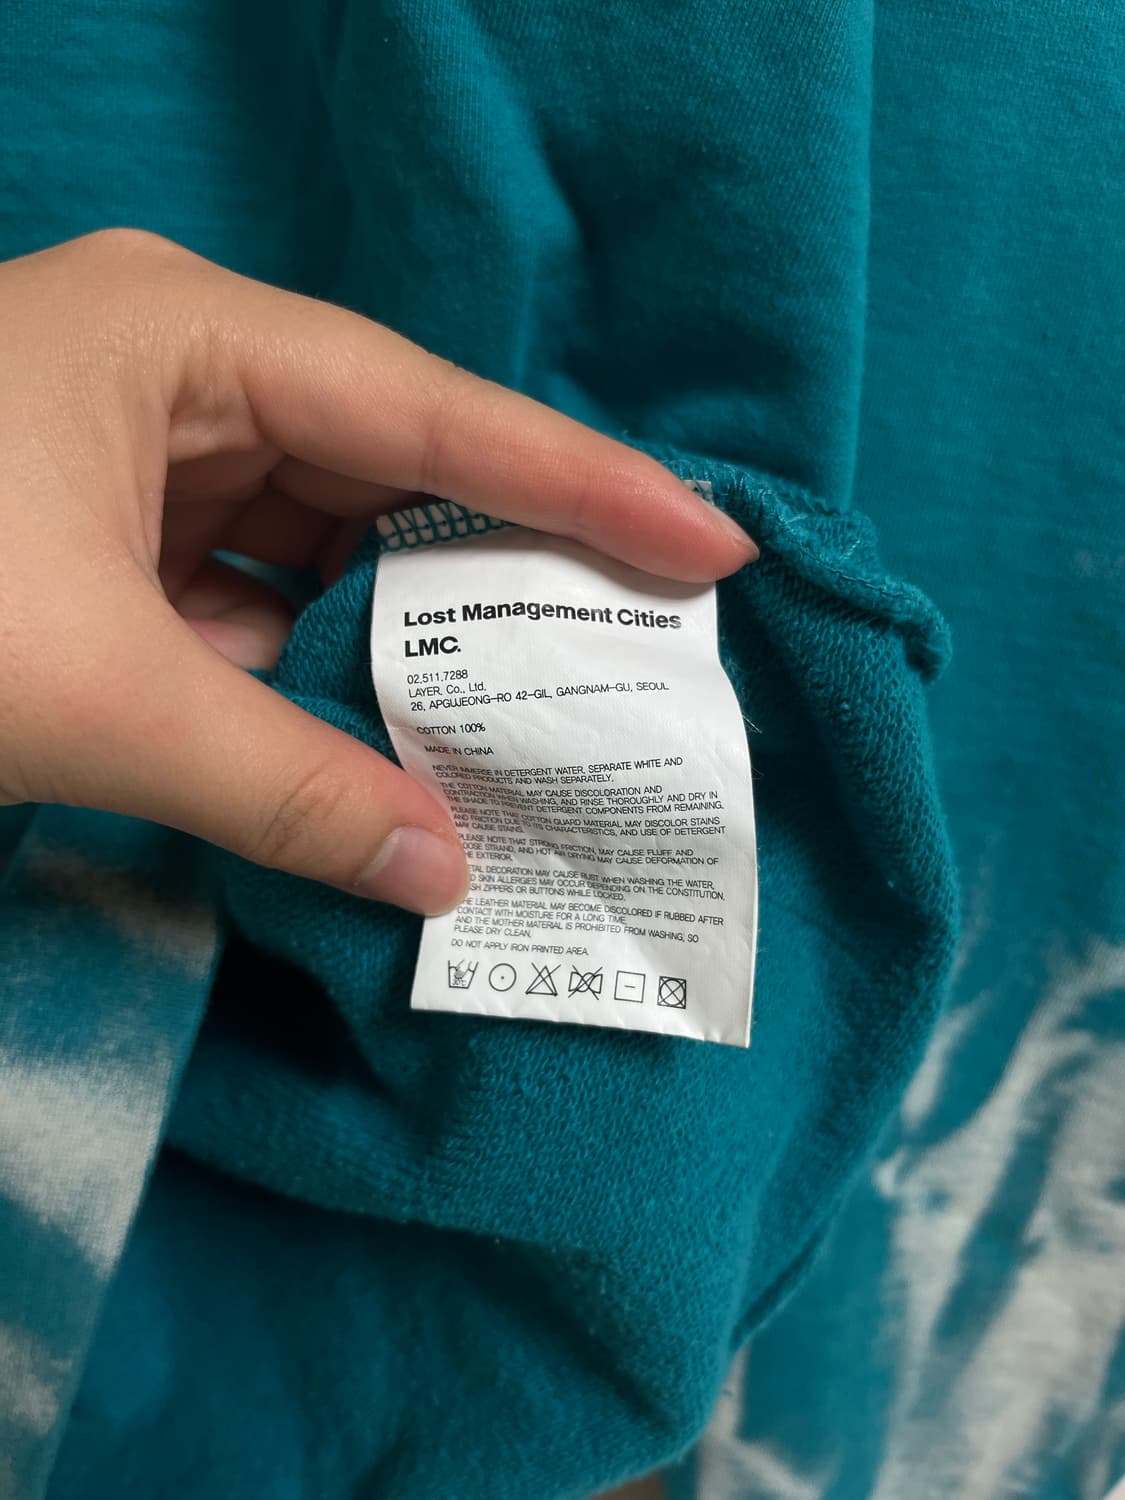 Lost Management Cities
LMC.
02.511.7288
LAYER, Co., Ltd.
26, APGUJEONG-RO 42-GIL, GANGNAM-GU, SEOUL
COTTON 100%
MADE IN CHINA
NEVER IMMERSE IN DETERGENT WATER, SEPARATE WHITE AND
COLORED PRODUCTS AND WASH SEPARATELY.
THE COTTON MATERIAL MAY CAUSE DISCOLORATION AND
CONTRACTION WHEN WASHING, AND RINSE THOROUGHLY AND DRY IN
THE SHADE TO PREVENT DETERGENT COMPONENTS FROM REMAINING.
PLEASE NOTE THAT COTTON GUARD MATERIAL MAY DISCOLOR STAINS
AND FRICTION DUE TO ITS CHARACTERISTICS, AND USE OF DETERGENT
MAY CAUSE STAINS.
PLEASE NOTE THAT STRONG FRICTION, MAY CAUSE FLUFF AND
OOSE STRAND, AND HOT AIR DRYING MAY CAUSE DEFORMATION OF
HE EXTERIOR.
ETAL DECORATION MAY CAUSE RUST WHEN WASHING THE WATER,
D SKIN ALLERGIES MAY OCCUR DEPENDING ON THE CONSTITUTION.
SH ZIPPERS OR BUTTONS WHILE LOCKED.
HE LEATHER MATERIAL MAY BECOME DISCOLORED IF RUBBED AFTER
CONTACT WITH MOISTURE FOR A LONG TIME.
AND THE MOTHER MATERIAL IS PROHIBITED FROM WASHING, SO
PLEASE DRY CLEAN.
DO NOT APPLY IRON PRINTED AREA.
30℃